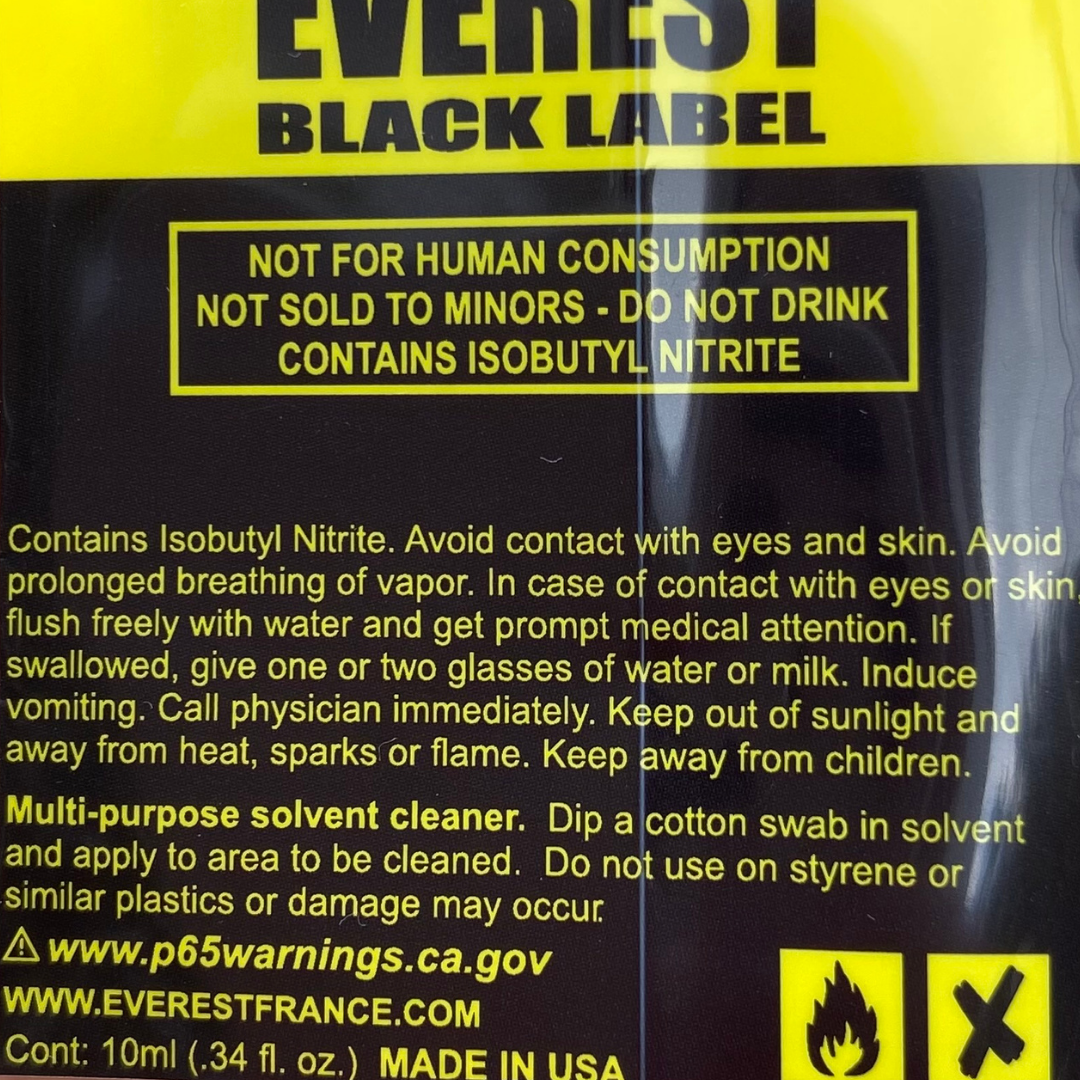 EVEREST
BLACK LABEL
NOT FOR HUMAN CONSUMPTION
NOT SOLD TO MINORS - DO NOT DRINK
CONTAINS ISOBUTYL NITRITE
Contains Isobutyl Nitrite. Avoid contact with eyes and skin. Avoid
prolonged breathing of vapor. In case of contact with eyes or skin,
flush freely with water and get prompt medical attention. If
swallowed, give one or two glasses of water or milk. Induce
vomiting. Call physician immediately. Keep out of sunlight and
away from heat, sparks or flame. Keep away from children.
Multi-purpose solvent cleaner. Dip a cotton swab in solvent
and apply to area to be cleaned. Do not use on styrene or
similar plastics or damage may occur.
www.p65warnings.ca.gov
WWW.EVERESTFRANCE.COM
Cont: 10ml (.34 fl. oz.) MADE IN USA